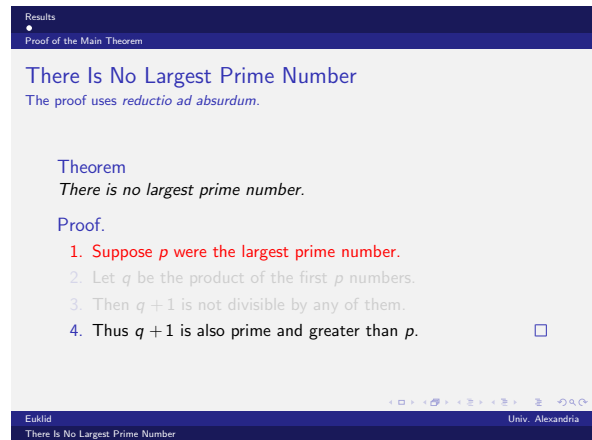 Results
Proof of the Main Theorem
There Is No Largest Prime Number
The proof uses reductio ad absurdum.
Theorem
There is no largest prime number.
Proof.
1. Suppose p were the largest prime number.
2. Let q be the product of the first p numbers.
3. Then q + 1 is not divisible by any of them.
4. Thus q + 1 is also prime and greater than p.
Euklid Univ. Alexandria
There Is No Largest Prime Number